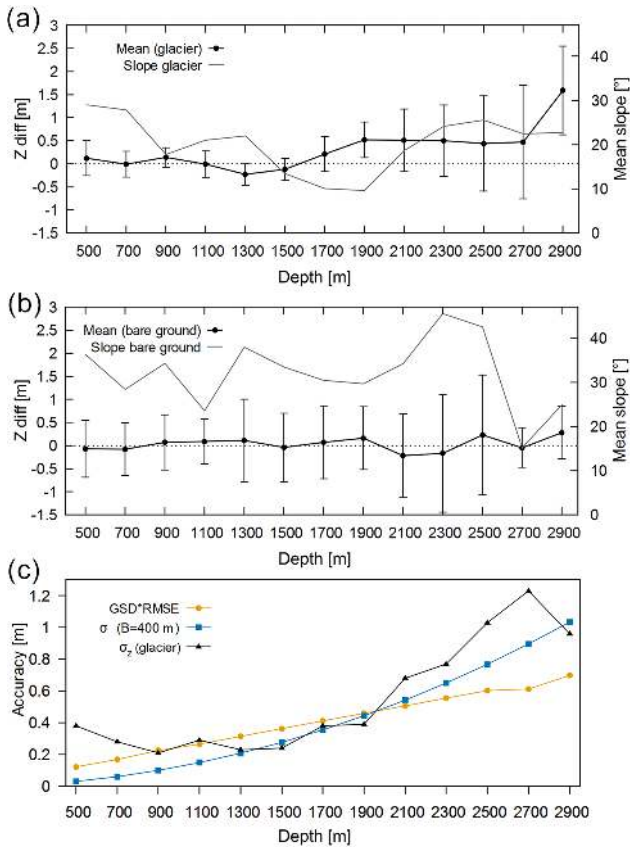 (a)
3
2.5
2
1.5
1
0.5
0
-0.5
-1
-1.5
Z diff [m]
Mean (glacier)
Slope glacier
40
30
20
10
0
Mean slope [°]
500 700 900 1100 1300 1500 1700 1900 2100 2300 2500 2700 2900
Depth [m]
(b)
3
2.5
2
1.5
1
0.5
0
-0.5
-1
-1.5
Z diff [m]
Mean (bare ground)
Slope bare ground
40
30
20
10
0
Mean slope [°]
500 700 900 1100 1300 1500 1700 1900 2100 2300 2500 2700 2900
Depth [m]
(c)
1.2
1
0.8
0.6
0.4
0.2
0
Accuracy [m]
GSD*RMSE
σ (B=400 m)
σz (glacier)
500 700 900 1100 1300 1500 1700 1900 2100 2300 2500 2700 2900
Depth [m]